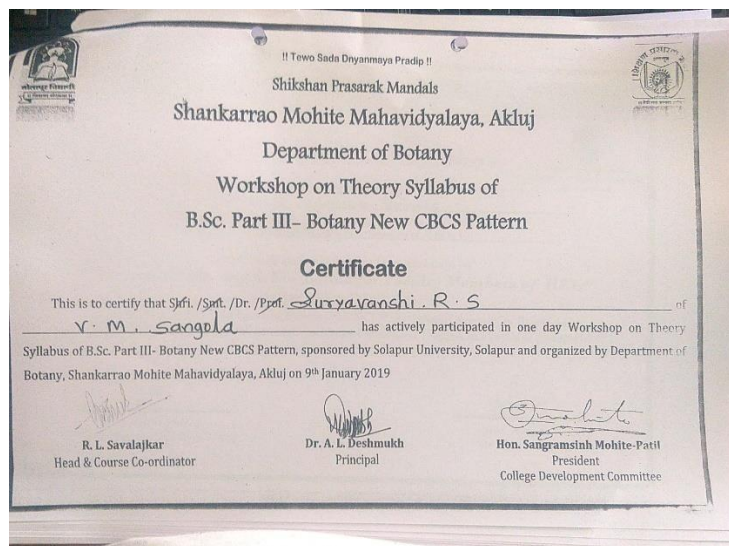 !! Tewo Sada Dnyanmaya Pradip !!
Shikshan Prasarak Mandals
Shankarrao Mohite Mahavidyalaya, Akluj
Department of Botany
Workshop on Theory Syllabus of
B.Sc. Part III– Botany New CBCS Pattern
Certificate
This is to certify that Shri. /Smt. /Dr. /Prof. Suryavanshi. R. S of
V. M. Sangola has actively participated in one day Workshop on Theory
Syllabus of B.Sc. Part III- Botany New CBCS Pattern, sponsored by Solapur University, Solapur and organized by Department of
Botany, Shankarrao Mohite Mahavidyalaya, Akluj on 9th January 2019
R. L. Savalajkar
Head & Course Co-ordinator
Dr. A. L. Deshmukh
Principal
Hon. Sangramsinh Mohite-Patil
President
College Development Committee